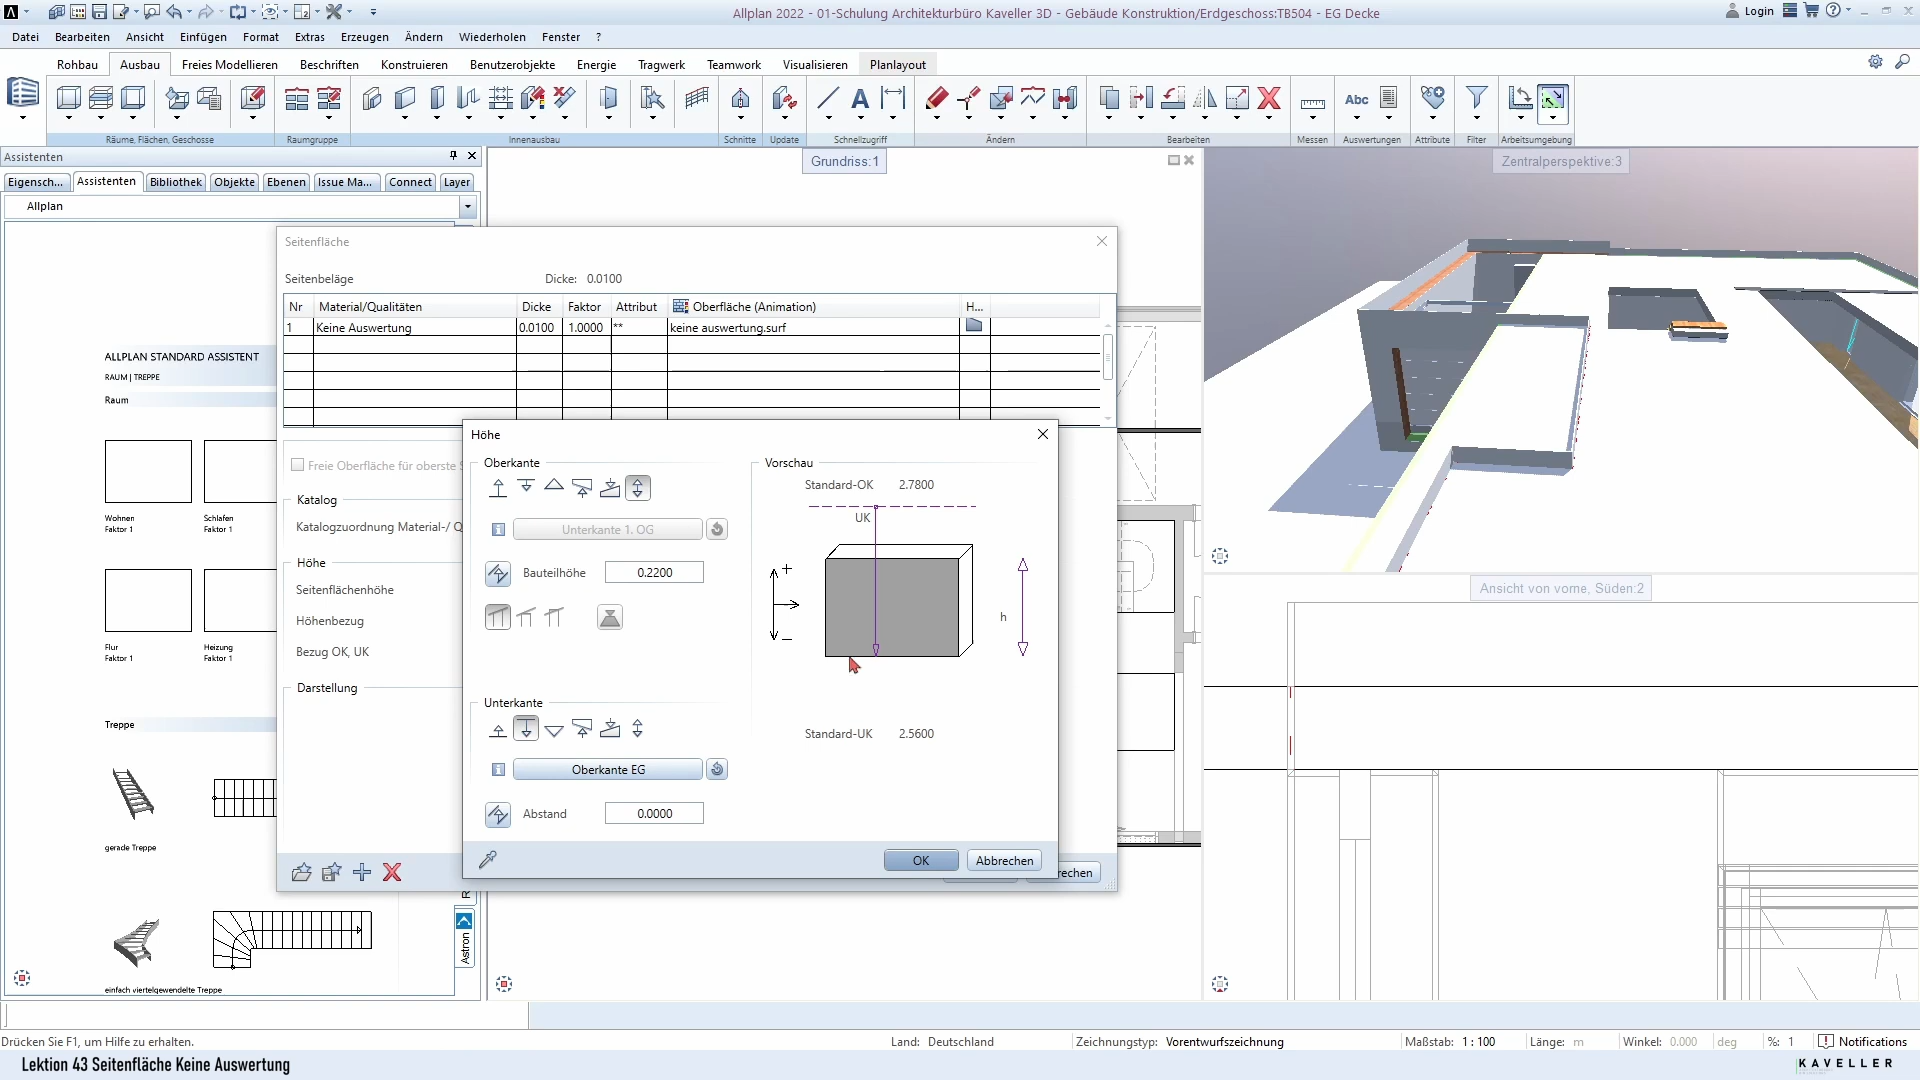 Allplan 2022 - 01-Schulung Architekturbüro Kaveller 3D - Gebäude Konstruktion/Erdgeschoss:TB504 - EG Decke
Login
Datei Bearbeiten Ansicht Einfügen Format Extras Erzeugen Ändern Wiederholen Fenster ?
Rohbau Ausbau Freies Modellieren Beschriften Konstruieren Benutzerobjekte Energie Tragwerk Teamwork Visualisieren Planlayout
Abc
Räume, Flächen, Geschosse Raumgruppe Innenausbau Schnitte Update Schnellzugriff Ändern Bearbeiten Messen Auswertungen Attribute Filter Arbeitsumgebung
Assistenten
Eigensch... Assistenten Bibliothek Objekte Ebenen Issue Ma... Connect Layer
Allplan
Grundriss:1
Zentralperspektive:3
Ansicht von vorne, Süden:2
ALLPLAN STANDARD ASSISTENT
RAUM | TREPPE
Raum
Wohnen
Faktor 1
Schlafen
Faktor 1
Flur
Faktor 1
Heizung
Faktor 1
Treppe
gerade Treppe
einfach viertelgewendelte Treppe
Astron
Seitenfläche
Seitenbeläge Dicke: 0.0100
Nr Material/Qualitäten Dicke Faktor Attribut Oberfläche (Animation) H...
1 Keine Auswertung 0.0100 1.0000 ** keine auswertung.surf
Freie Oberfläche für oberste S
Katalog
Katalogzuordnung Material-/ Q
Höhe
Seitenflächenhöhe
Höhenbezug
Bezug OK, UK
Darstellung
rechen
Höhe
Oberkante
Unterkante 1. OG
Bauteilhöhe 0.2200
Unterkante
Oberkante EG
Abstand 0.0000
Vorschau
Standard-OK 2.7800
UK
+
h
−
Standard-UK 2.5600
OK Abbrechen
Drücken Sie F1, um Hilfe zu erhalten.
Land: Deutschland Zeichnungstyp: Vorentwurfszeichnung Maßstab: 1 : 100 Länge: m Winkel: 0.000 deg %: 1 Notifications
Lektion 43 Seitenfläche Keine Auswertung
KAVELLER